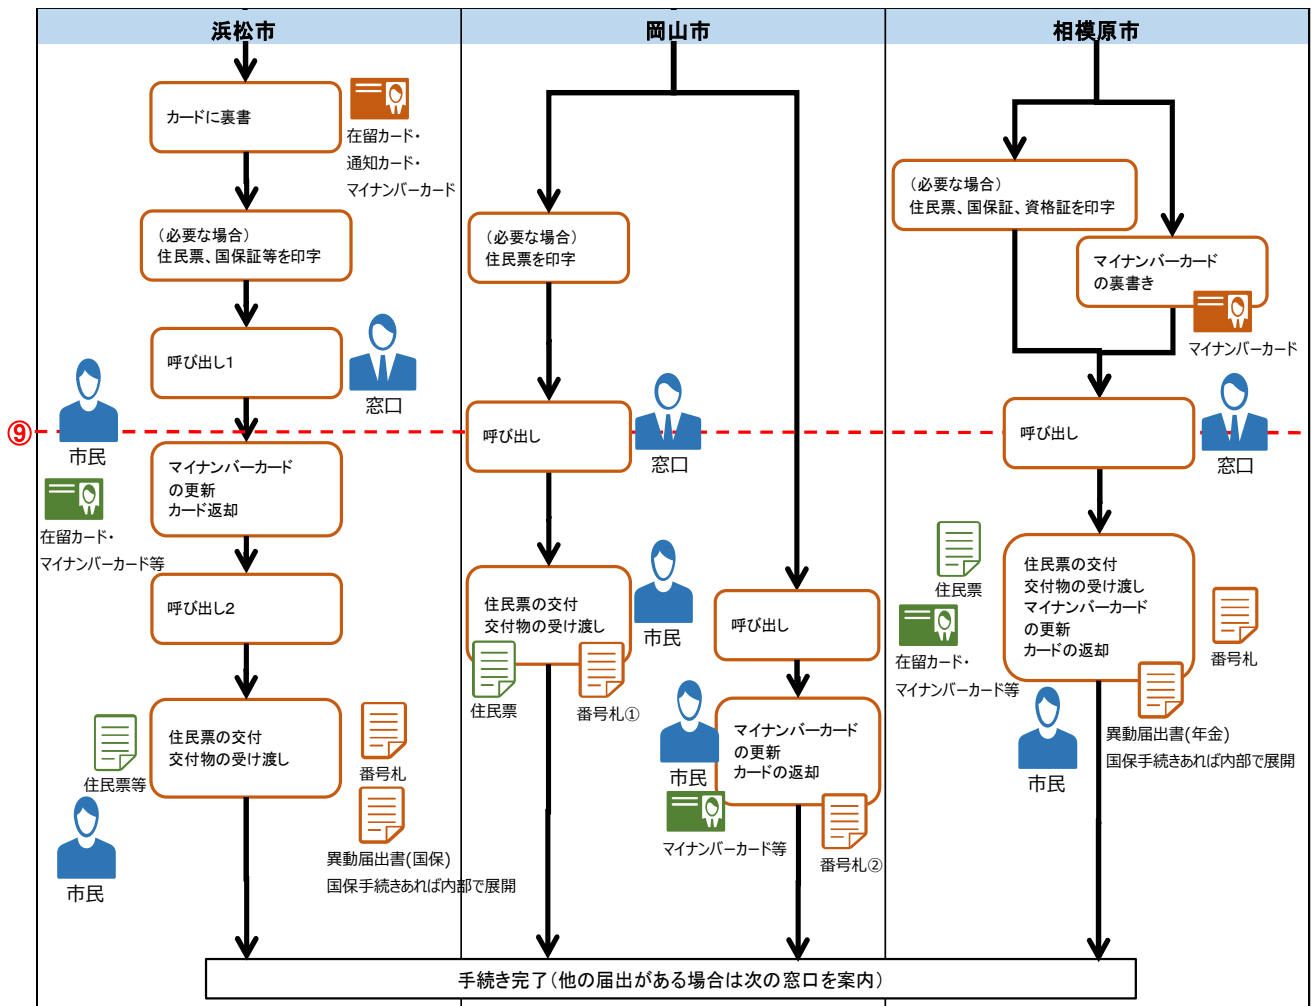 浜松市
カードに裏書
在留カード・
通知カード・
マイナンバーカード
（必要な場合）
住民票、国保証等を印字
呼び出し1
窓口
市民
⑨
マイナンバーカード
の更新
カード返却
在留カード・
マイナンバーカード等
呼び出し2
住民票の交付
交付物の受け渡し
住民票等
番号札
市民
異動届出書(国保)
国保手続きあれば内部で展開
岡山市
（必要な場合）
住民票を印字
呼び出し
窓口
住民票の交付
交付物の受け渡し
市民
住民票
番号札①
呼び出し
マイナンバーカード
の更新
カードの返却
市民
マイナンバーカード等
番号札②
相模原市
（必要な場合）
住民票、国保証、資格証を印字
マイナンバーカード
の裏書き
マイナンバーカード
呼び出し
窓口
住民票の交付
交付物の受け渡し
マイナンバーカード
の更新
カードの返却
住民票
在留カード・
マイナンバーカード等
番号札
市民
異動届出書(年金)
国保手続きあれば内部で展開
手続き完了（他の届出がある場合は次の窓口を案内）